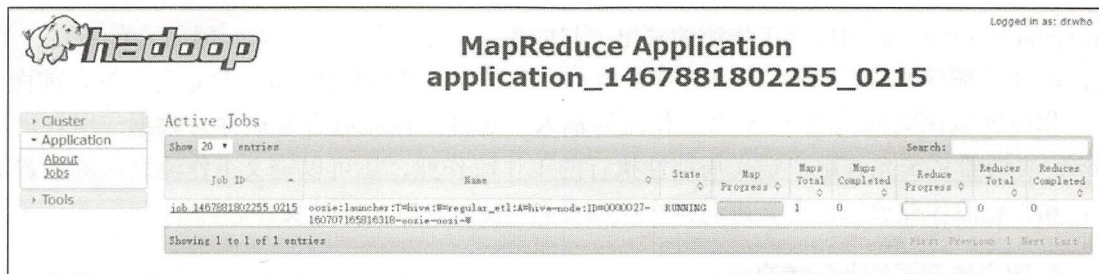 Logged in as: dr.who
hadoop
MapReduce Application
application_1467881802255_0215
Cluster
Application
About
Jobs
Tools
Active Jobs
Show 20 entries Search:
Job ID Name State Map Progress Maps Total Maps Completed Reduce Progress Reduces Total Reduces Completed
job_1467881802255_0215 oozie:launcher:T=hive:W=regular_etl:A=hive-node:ID=0000027- RUNNING 1 0 0 0
160707165816318-oozie-oozi-W
Showing 1 to 1 of 1 entries First Previous 1 Next Last